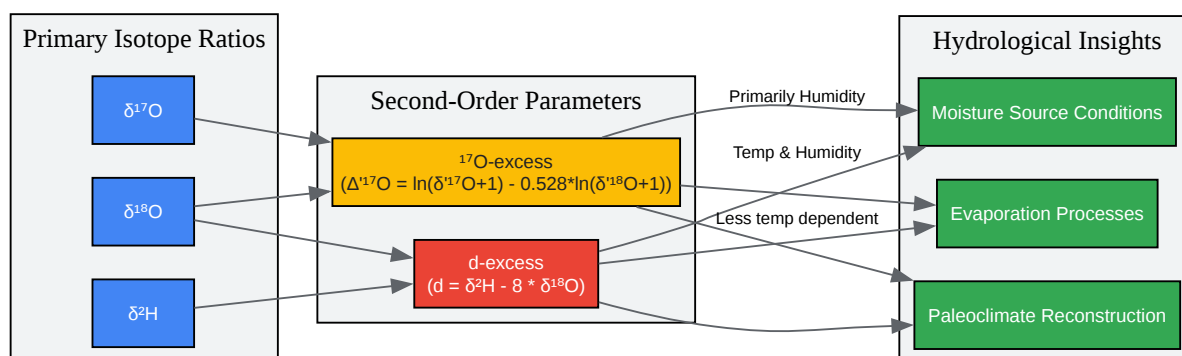 Primary Isotope Ratios
δ¹⁷O
δ¹⁸O
δ²H
Second-Order Parameters
¹⁷O-excess
(Δ'¹⁷O = ln(δ'¹⁷O+1) - 0.528*ln(δ'¹⁸O+1))
d-excess
(d = δ²H - 8 * δ¹⁸O)
Primarily Humidity
Temp & Humidity
Less temp dependent
Hydrological Insights
Moisture Source Conditions
Evaporation Processes
Paleoclimate Reconstruction